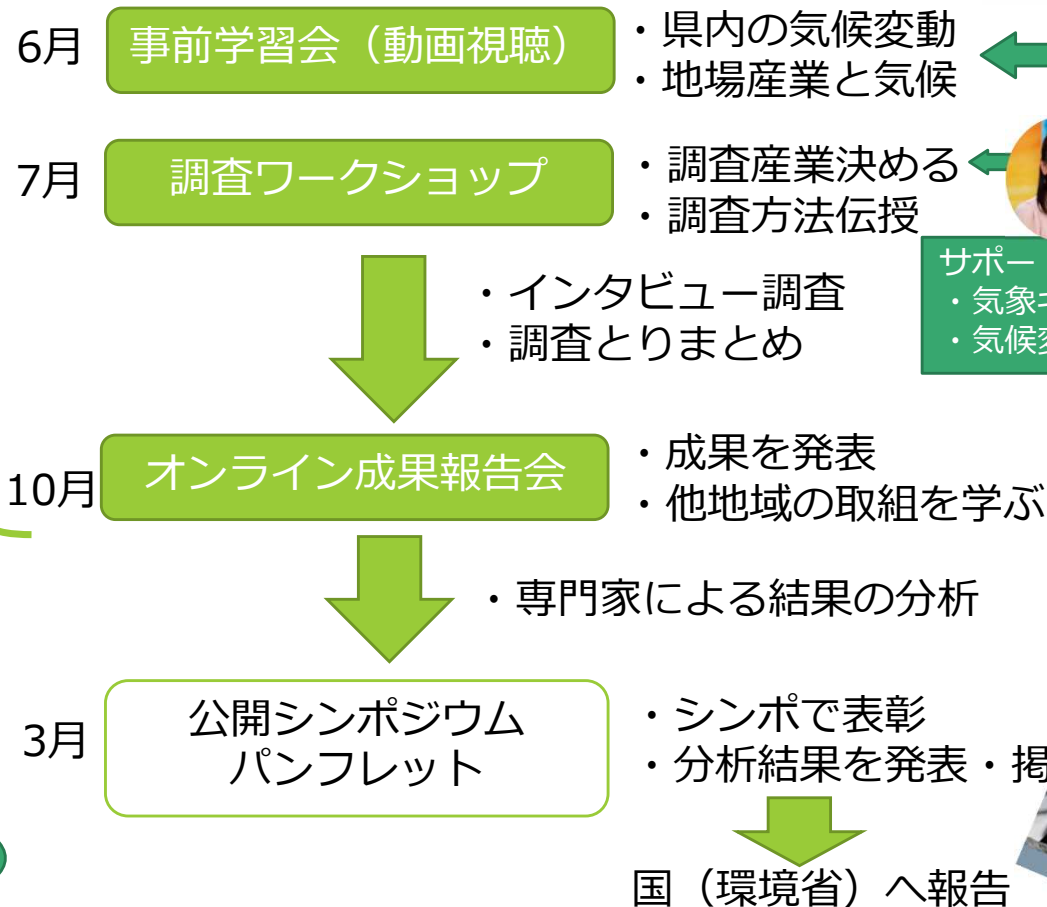 6月
事前学習会（動画視聴）
・県内の気候変動
・地場産業と気候
7月
調査ワークショップ
・調査産業決める
・調査方法伝授
サポー
・気象キ
・気候変
・インタビュー調査
・調査とりまとめ
10月
オンライン成果報告会
・成果を発表
・他地域の取組を学ぶ
・専門家による結果の分析
3月
公開シンポジウム
パンフレット
・シンポで表彰
・分析結果を発表・掲
国（環境省）へ報告